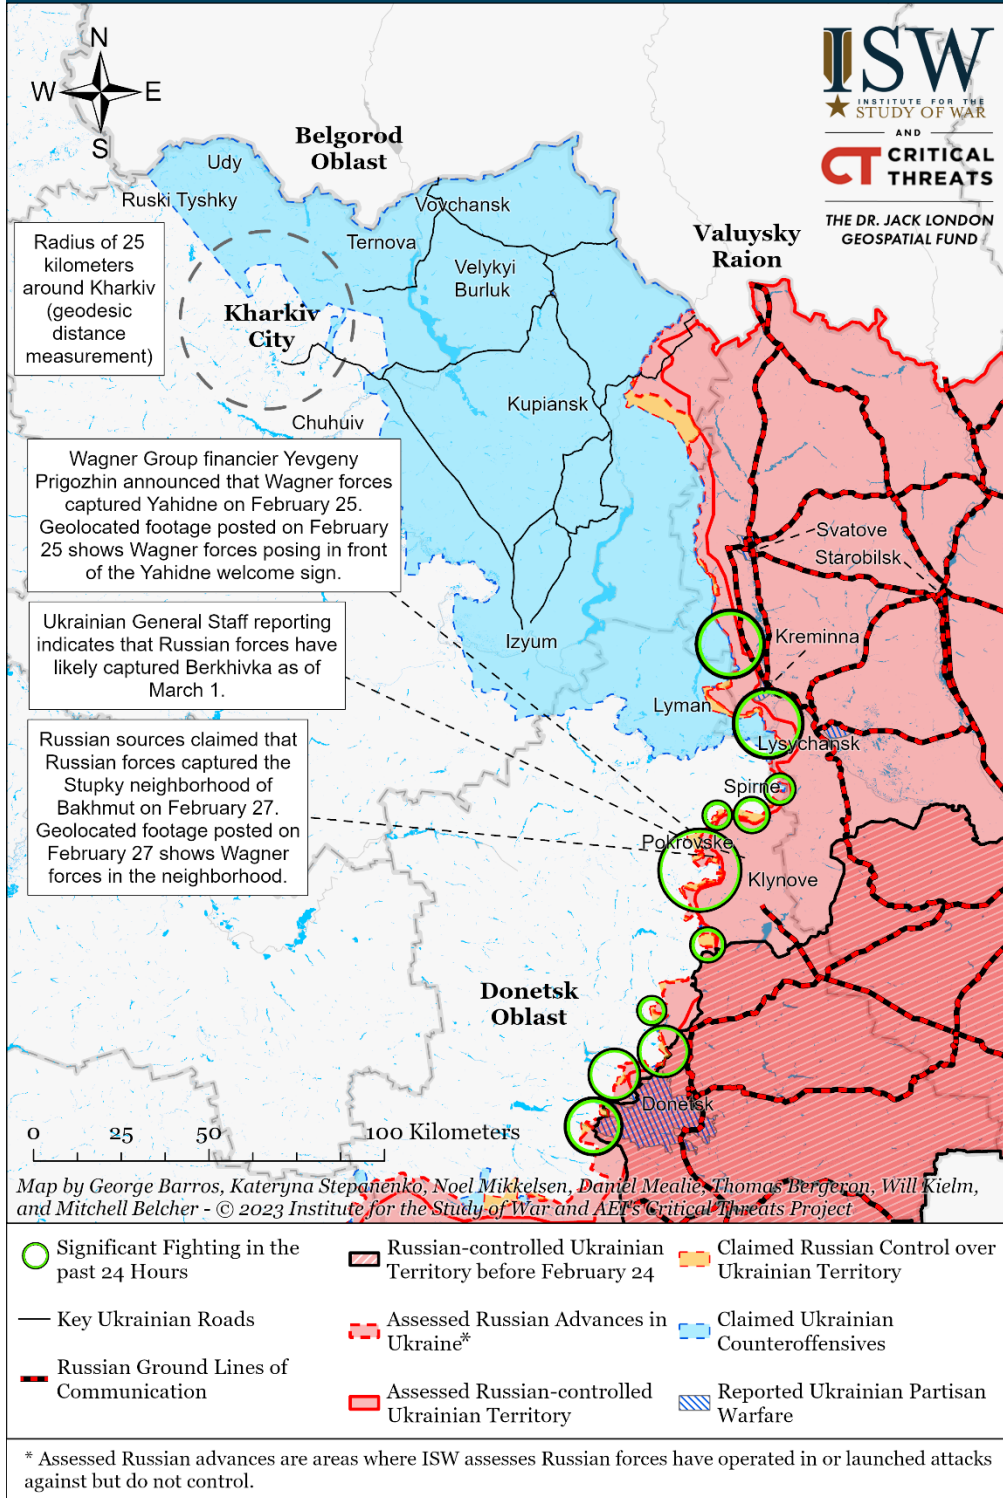 N
W E
S
ISW
INSTITUTE FOR THE
STUDY OF WAR
AND
CT CRITICAL
THREATS
THE DR. JACK LONDON
GEOSPATIAL FUND
Belgorod
Oblast
Udy
Ruski Tyshky
Vovchansk
Ternova
Valuysky
Raion
Radius of 25
kilometers
around Kharkiv
(geodesic
distance
measurement)
Velykyi
Burluk
Kharkiv
City
Kupiansk
Chuhuiv
Wagner Group financier Yevgeny
Prigozhin announced that Wagner forces
captured Yahidne on February 25.
Geolocated footage posted on February
25 shows Wagner forces posing in front
of the Yahidne welcome sign.
Svatove
Starobilsk
Ukrainian General Staff reporting
indicates that Russian forces have
likely captured Berkhivka as of
March 1.
Izyum
Kreminna
Lyman
Lysychansk
Russian sources claimed that
Russian forces captured the
Stupky neighborhood of
Bakhmut on February 27.
Geolocated footage posted on
February 27 shows Wagner
forces in the neighborhood.
Spirne
Pokrovske
Klynove
Donetsk
Oblast
Donetsk
0 25 50 100 Kilometers
Map by George Barros, Kateryna Stepanenko, Noel Mikkelsen, Daniel Mealie, Thomas Bergeron, Will Kielm,
and Mitchell Belcher - © 2023 Institute for the Study of War and AEI's Critical Threats Project
Significant Fighting in the
past 24 Hours
Key Ukrainian Roads
Russian Ground Lines of
Communication
Russian-controlled Ukrainian
Territory before February 24
Assessed Russian Advances in
Ukraine*
Assessed Russian-controlled
Ukrainian Territory
Claimed Russian Control over
Ukrainian Territory
Claimed Ukrainian
Counteroffensives
Reported Ukrainian Partisan
Warfare
* Assessed Russian advances are areas where ISW assesses Russian forces have operated in or launched attacks
against but do not control.